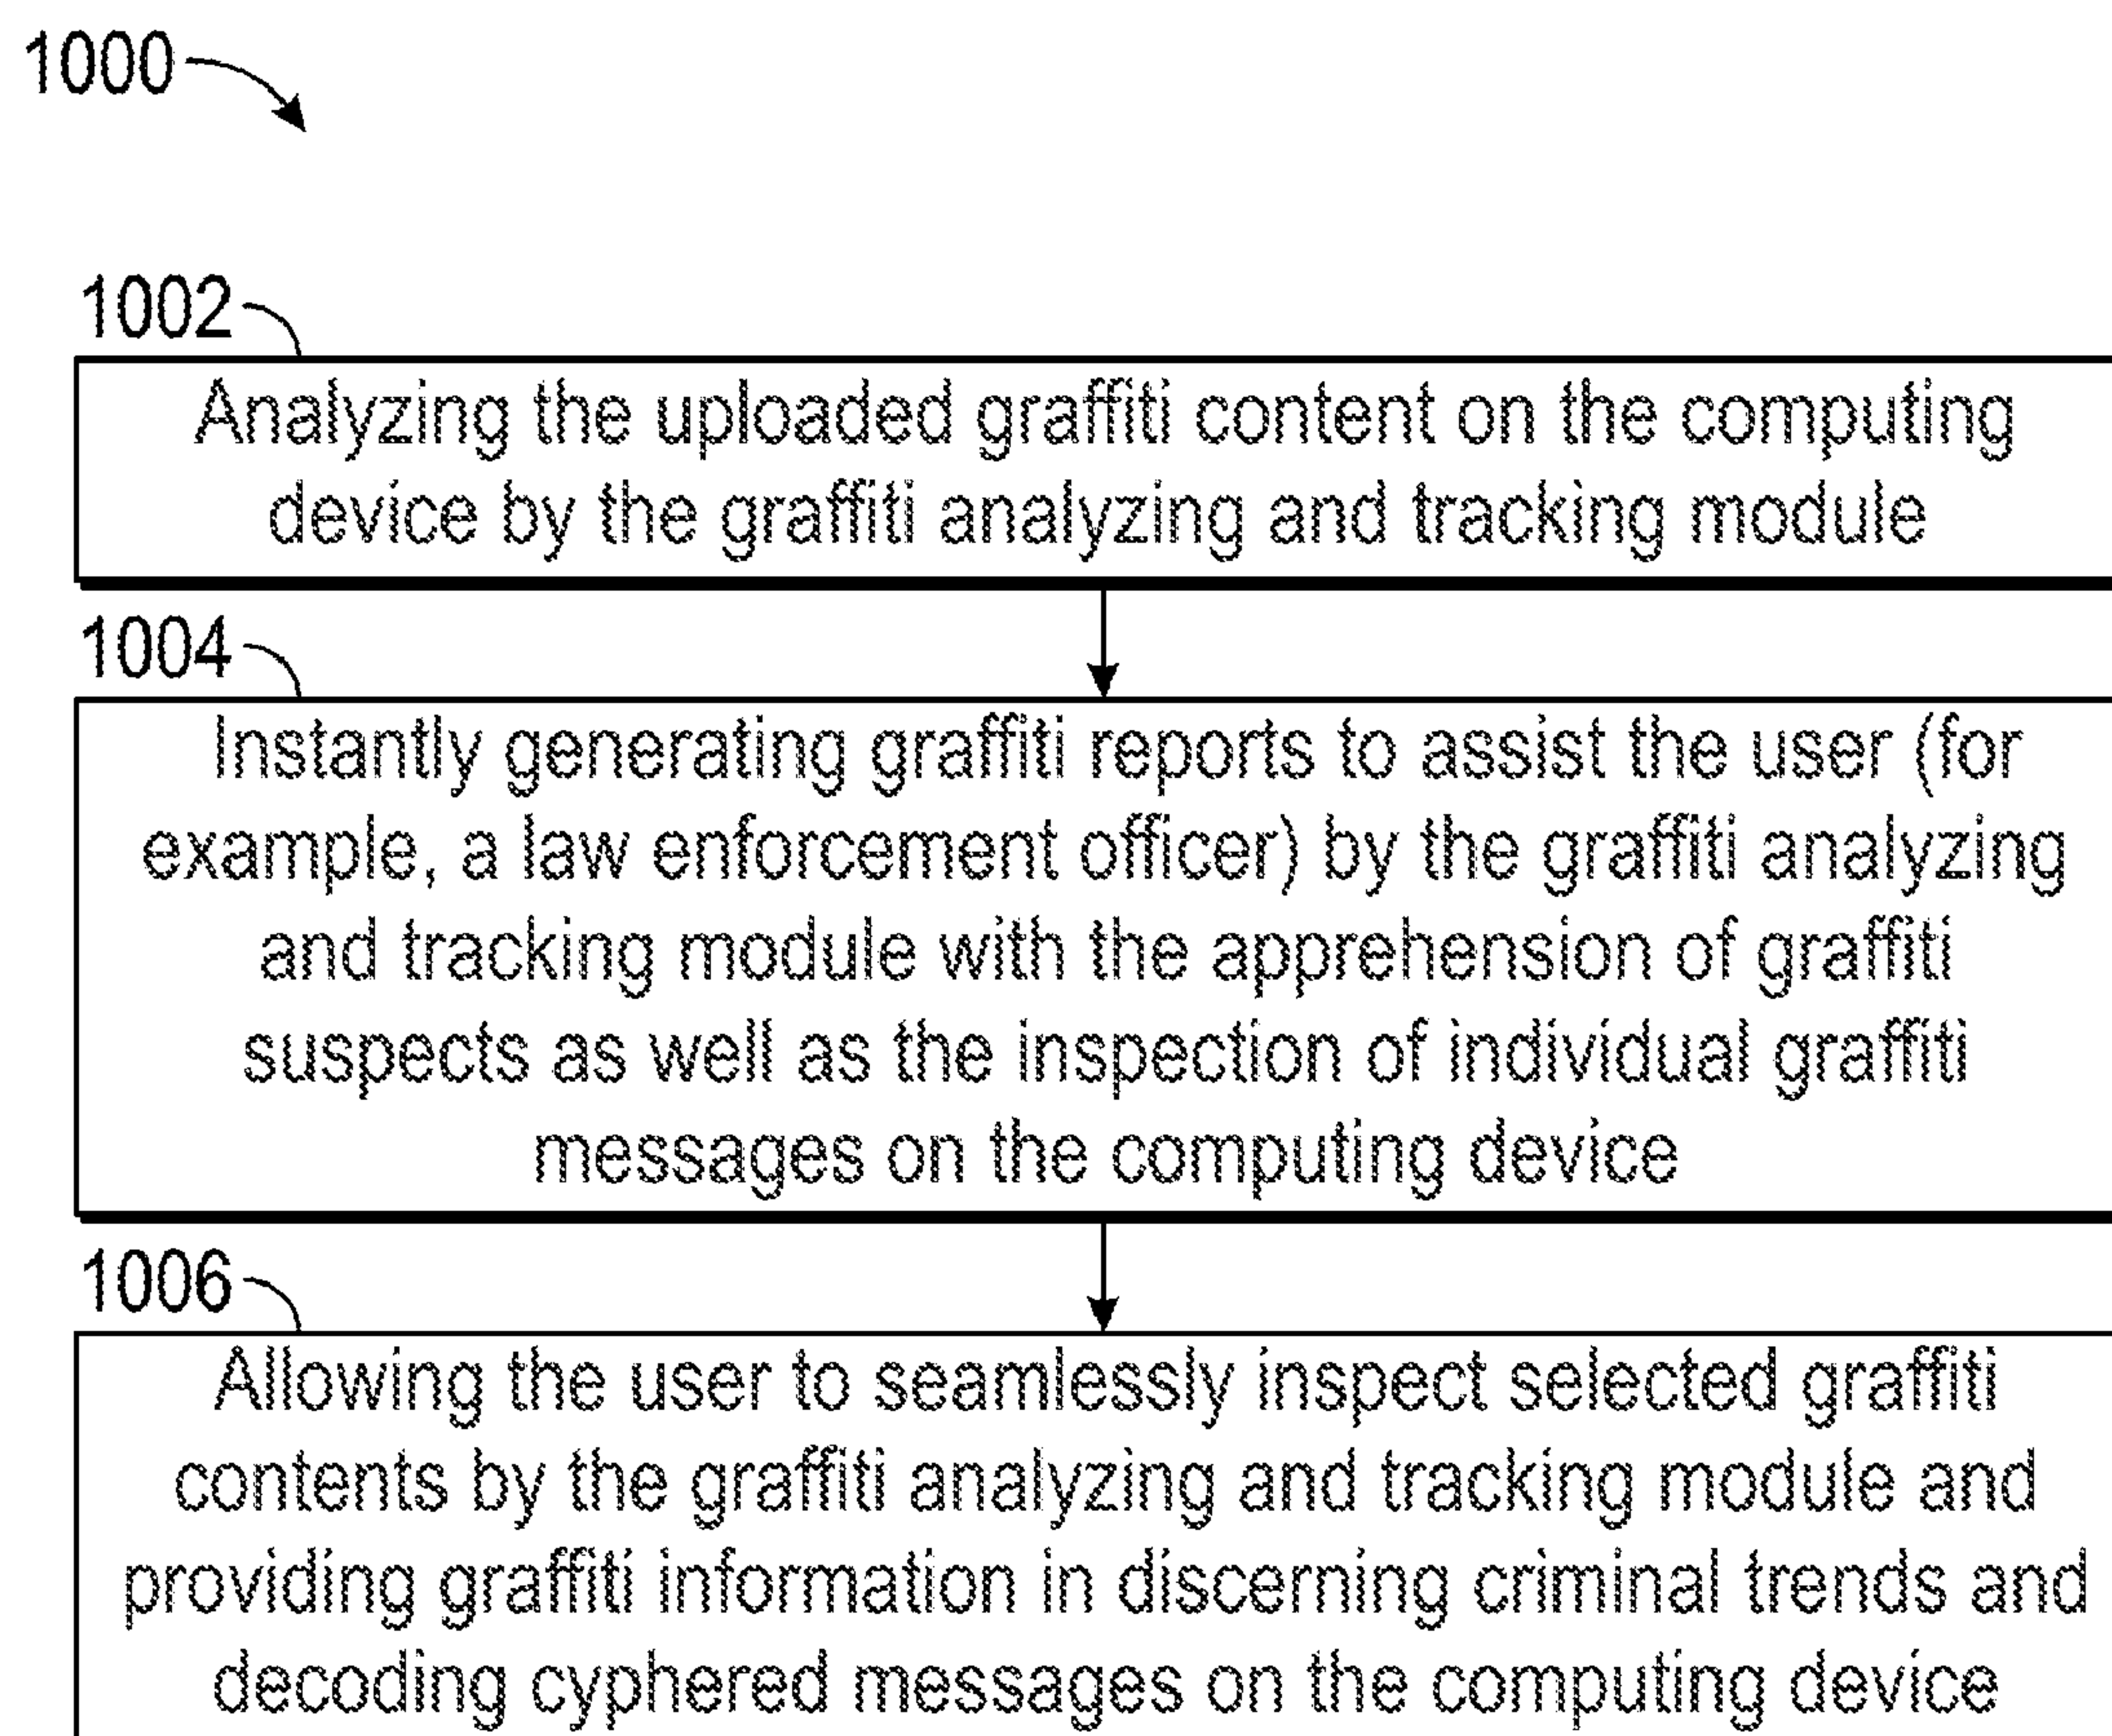 1000
1002
Analyzing the uploaded graffiti content on the computing
device by the graffiti analyzing and tracking module
1004
Instantly generating graffiti reports to assist the user (for
example, a law enforcement officer) by the graffiti analyzing
and tracking module with the apprehension of graffiti
suspects as well as the inspection of individual graffiti
messages on the computing device
1006
Allowing the user to seamlessly inspect selected graffiti
contents by the graffiti analyzing and tracking module and
providing graffiti information in discerning criminal trends and
decoding cyphered messages on the computing device